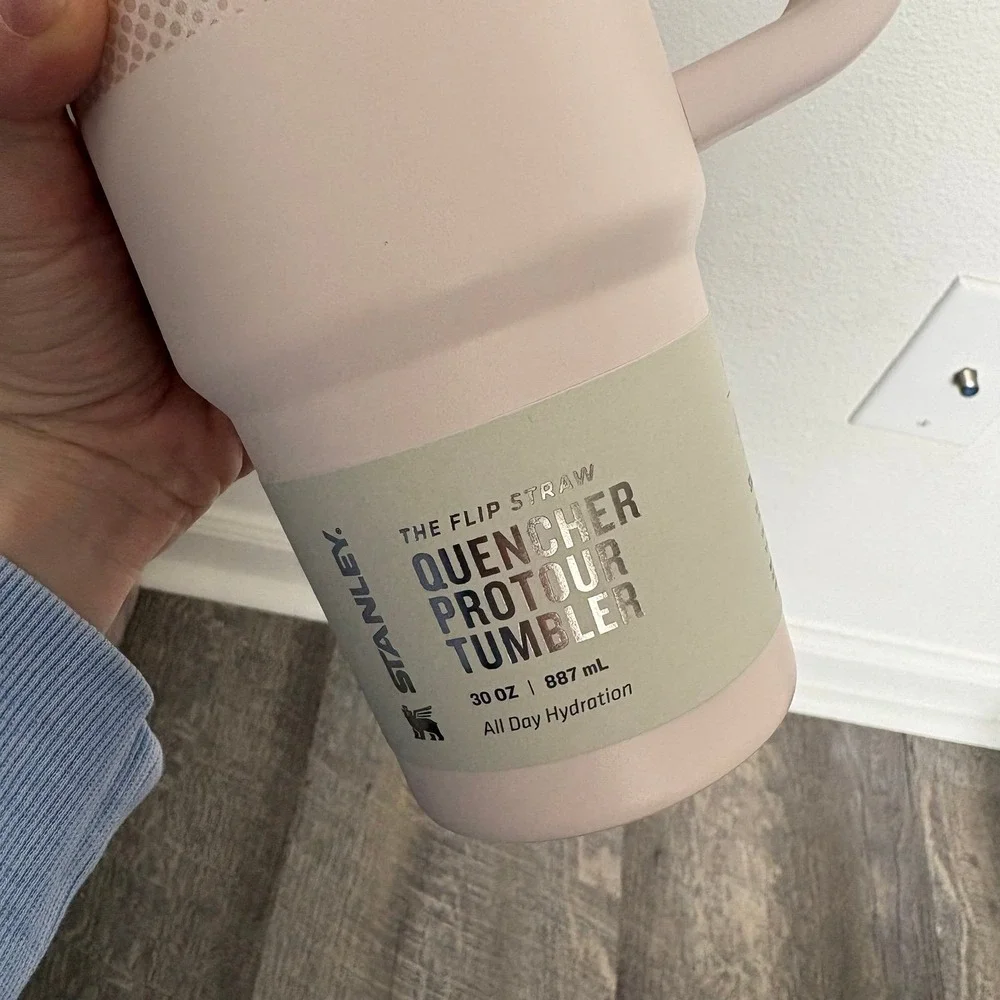 STANLEY.
THE FLIP STRAW
QUENCHER
PROTOUR
TUMBLER
30 OZ | 887 mL
All Day Hydration